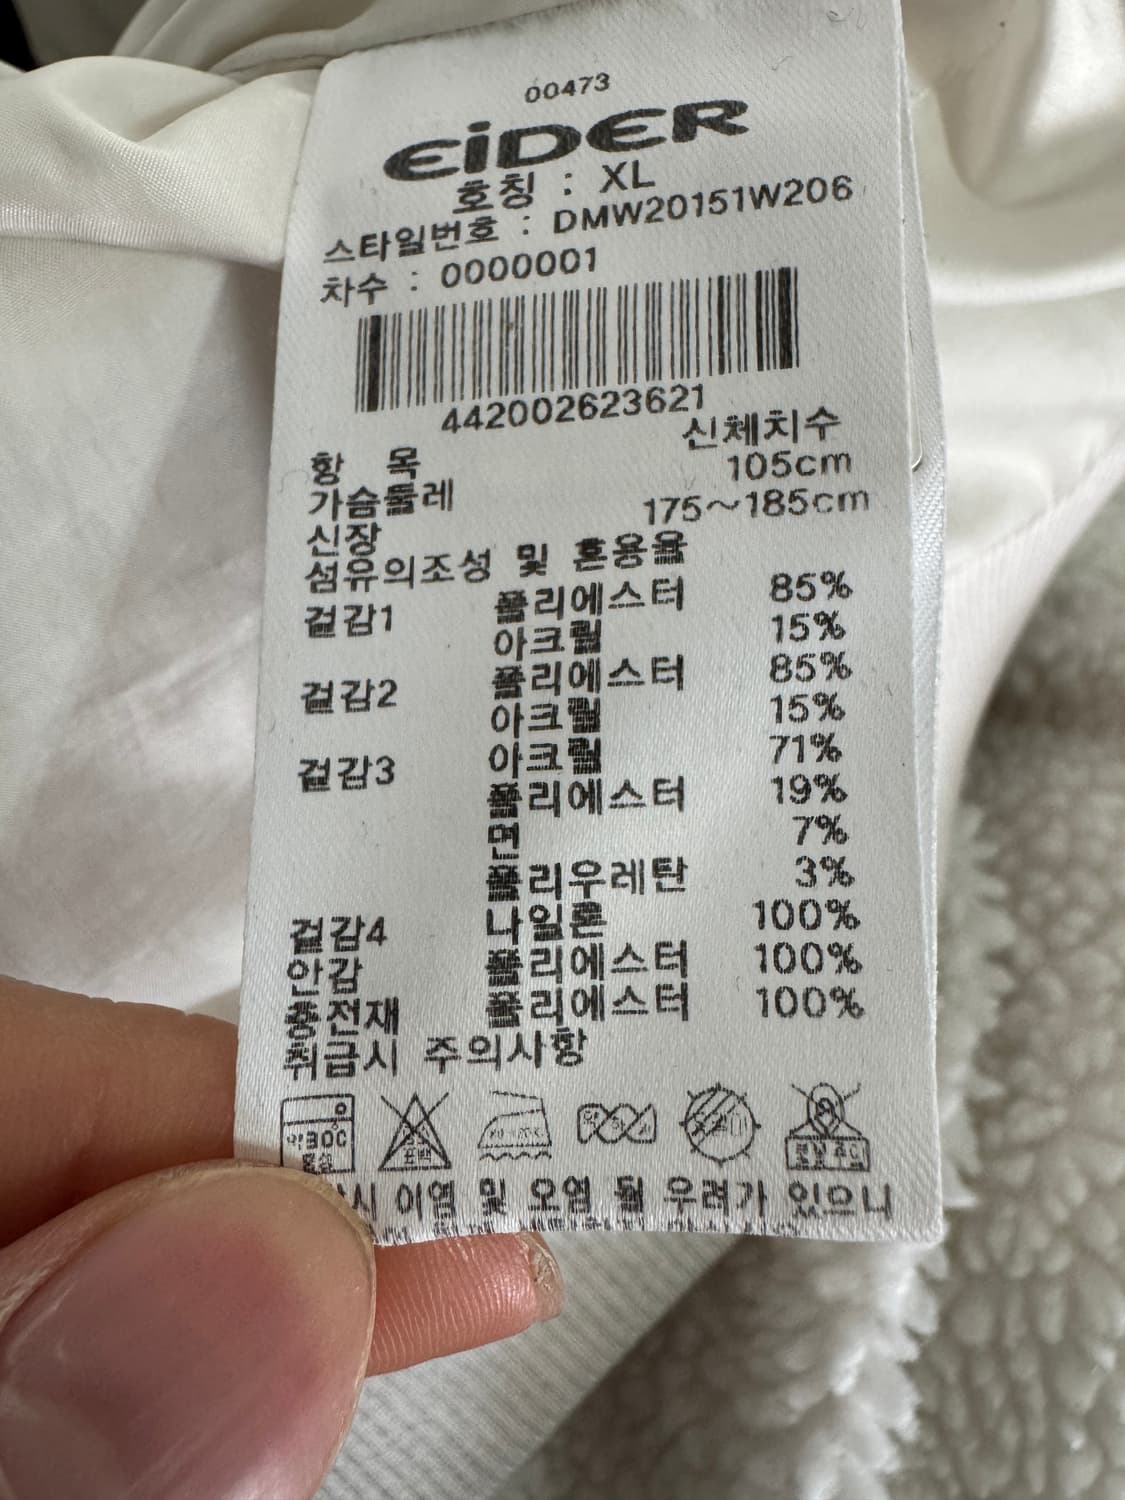 00473
EiDER
호칭 : XL
스타일번호 : DMW20151W206
차수 : 0000001
442002623621
항 목 신체치수
가슴둘레 105cm
신장 175~185cm
섬유의조성 및 혼용율
겉감1 폴리에스터 85%
아크릴 15%
겉감2 폴리에스터 85%
아크릴 15%
겉감3 아크릴 71%
폴리에스터 19%
면 7%
폴리우레탄 3%
겉감4 나일론 100%
안감 폴리에스터 100%
충전재 폴리에스터 100%
취급시 주의사항
약30℃
중성
표백
이염 및 오염 될 우려가 있으니